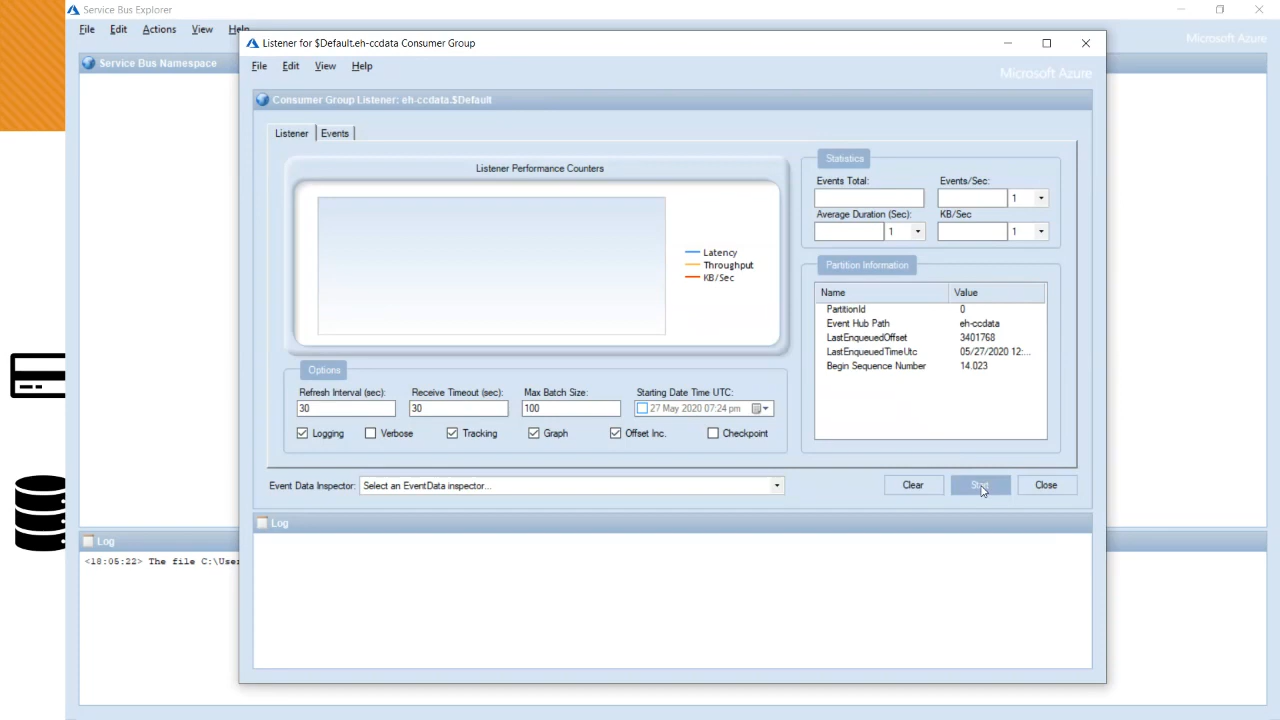 Service Bus Explorer
File Edit Actions View Help
Microsoft Azure
Service Bus Namespace
Listener for $Default.eh-ccdata Consumer Group
File Edit View Help
Microsoft Azure
Consumer Group Listener: eh-ccdata.$Default
Listener Events
Listener Performance Counters
Latency
Throughput
KB/Sec
Statistics
Events Total: Events/Sec:
1
Average Duration (Sec): KB/Sec
1 1
Partition Information
Name Value
PartitionId 0
Event Hub Path eh-ccdata
LastEnqueuedOffset 3401768
LastEnqueuedTimeUtc 05/27/2020 12:...
Begin Sequence Number 14.023
Options
Refresh Interval (sec): Receive Timeout (sec): Max Batch Size: Starting Date Time UTC:
30 30 100 27 May 2020 07:24 pm
Logging Verbose Tracking Graph Offset Inc. Checkpoint
Event Data Inspector: Select an EventData inspector...
Clear Start Close
Log
Log
<18:05:22> The file C:\User